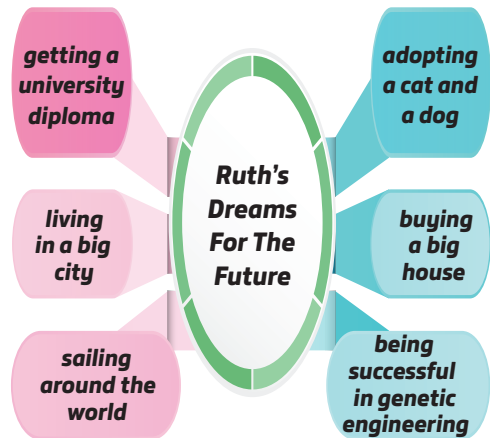 getting a
university
diploma
living
in a big
city
sailing
around the
world
Ruth's
Dreams
For The
Future
adopting
a cat and
a dog
buying
a big
house
being
successful
in genetic
engineering